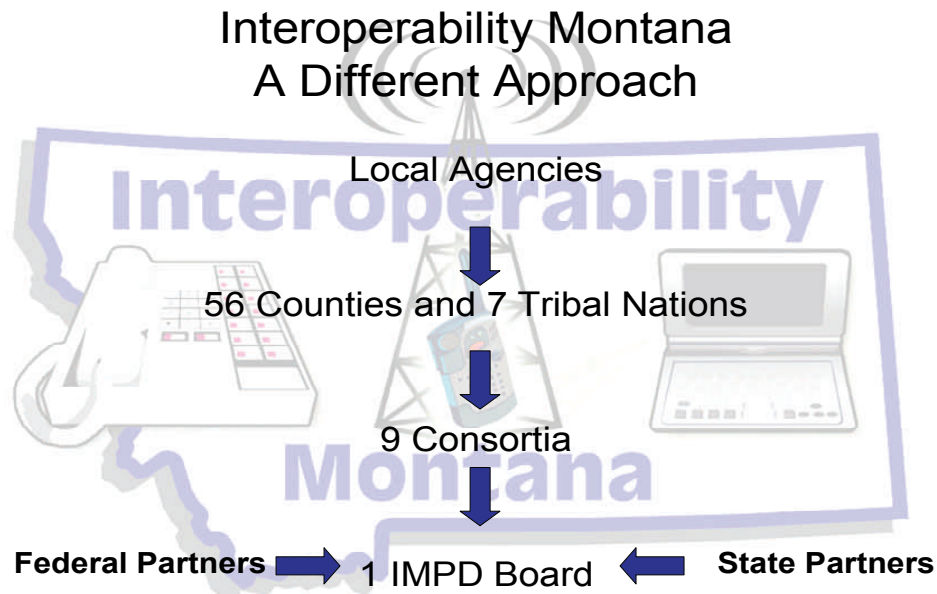 Interoperability Montana
A Different Approach
Local Agencies
Interoperability
56 Counties and 7 Tribal Nations
9 Consortia
Montana
Federal Partners
1 IMPD Board
State Partners